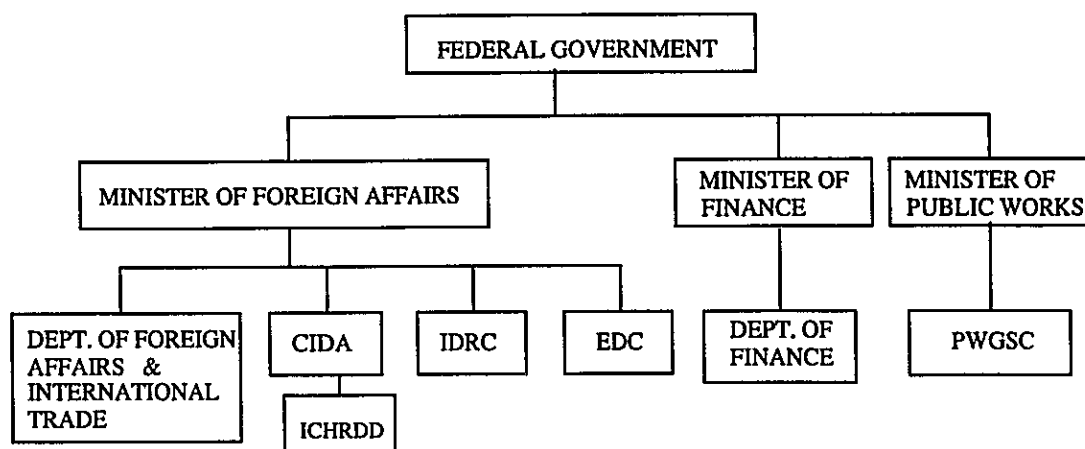 FEDERAL GOVERNMENT
MINISTER OF FOREIGN AFFAIRS
MINISTER OF
FINANCE
MINISTER OF
PUBLIC WORKS
DEPT. OF FOREIGN
AFFAIRS &
INTERNATIONAL
TRADE
CIDA
ICHRDD
IDRC
EDC
DEPT. OF
FINANCE
PWGSC